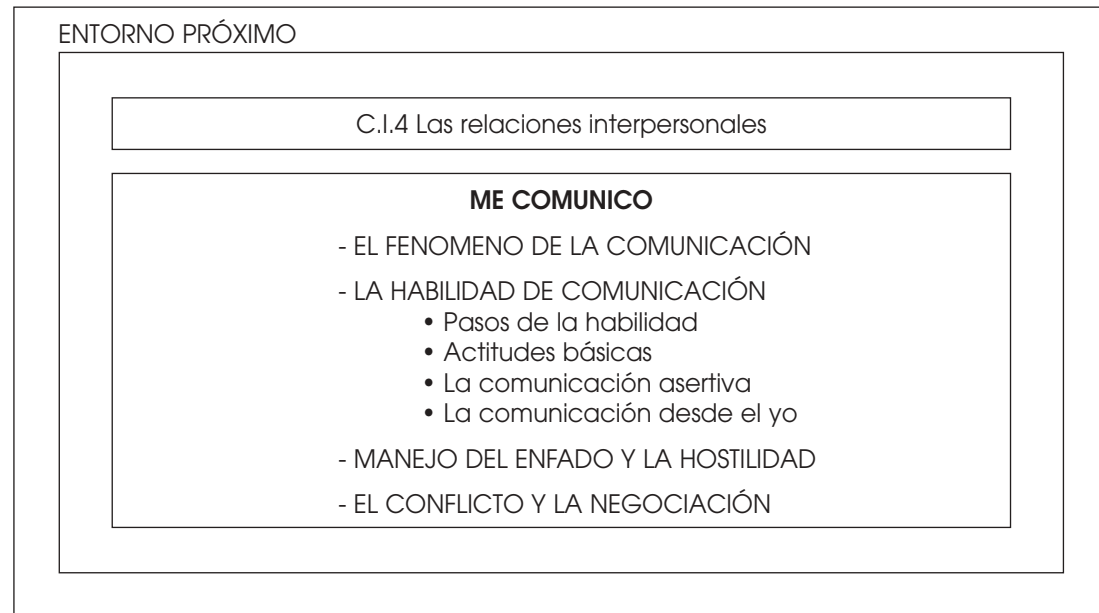 ENTORNO PRÓXIMO
C.I.4 Las relaciones interpersonales
ME COMUNICO
- EL FENOMENO DE LA COMUNICACIÓN
- LA HABILIDAD DE COMUNICACIÓN
• Pasos de la habilidad
• Actitudes básicas
• La comunicación asertiva
• La comunicación desde el yo
- MANEJO DEL ENFADO Y LA HOSTILIDAD
- EL CONFLICTO Y LA NEGOCIACIÓN